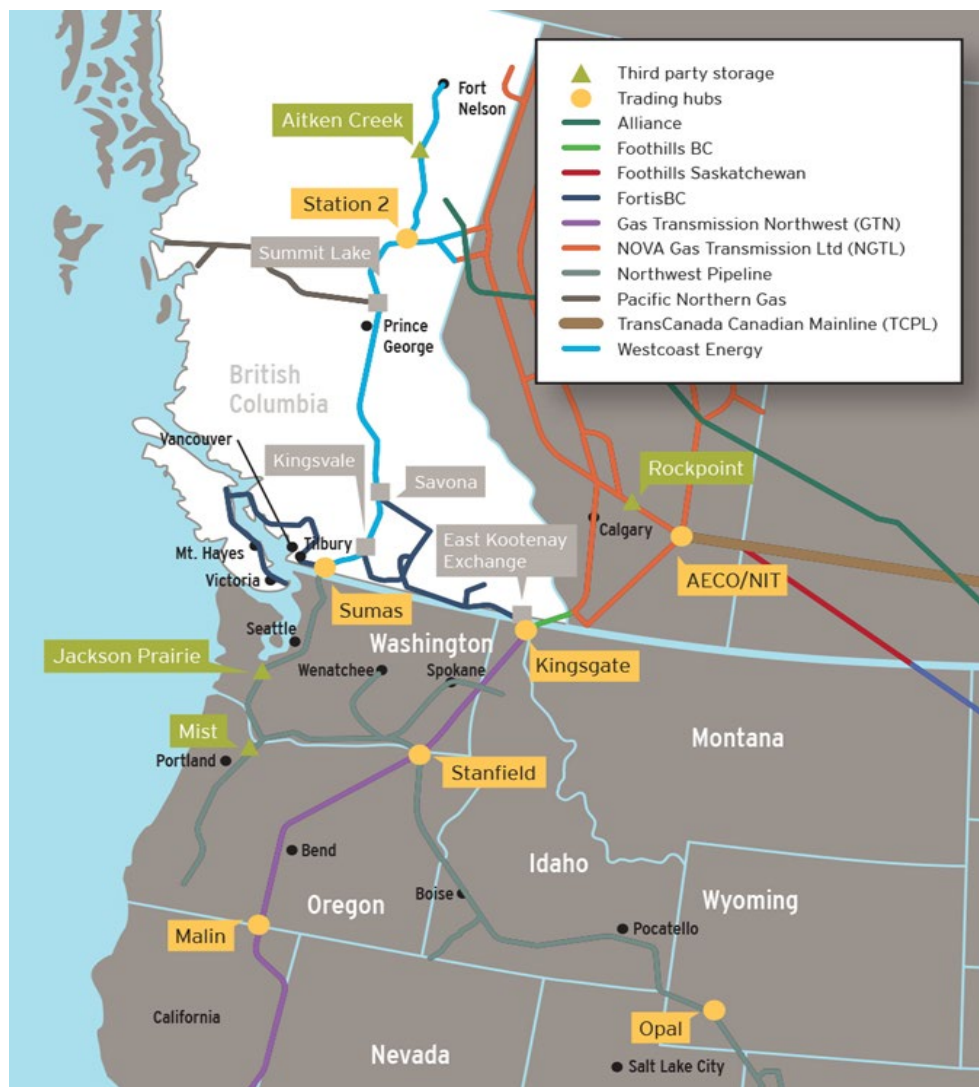 Third party storage
Trading hubs
Alliance
Foothills BC
Foothills Saskatchewan
FortisBC
Gas Transmission Northwest (GTN)
NOVA Gas Transmission Ltd (NGTL)
Northwest Pipeline
Pacific Northern Gas
TransCanada Canadian Mainline (TCPL)
Westcoast Energy
Fort
Nelson
Aitken Creek
Station 2
Summit Lake
Prince
George
British
Columbia
Vancouver
Kingsvale
Savona
Rockpoint
Calgary
East Kootenay
Exchange
Tilbury
Mt. Hayes
Victoria
AECO/NIT
Sumas
Seattle
Washington
Kingsgate
Jackson Prairie
Wenatchee
Spokane
Mist
Portland
Stanfield
Montana
Bend
Idaho
Boise
Oregon
Wyoming
Malin
Pocatello
California
Opal
Nevada
Salt Lake City